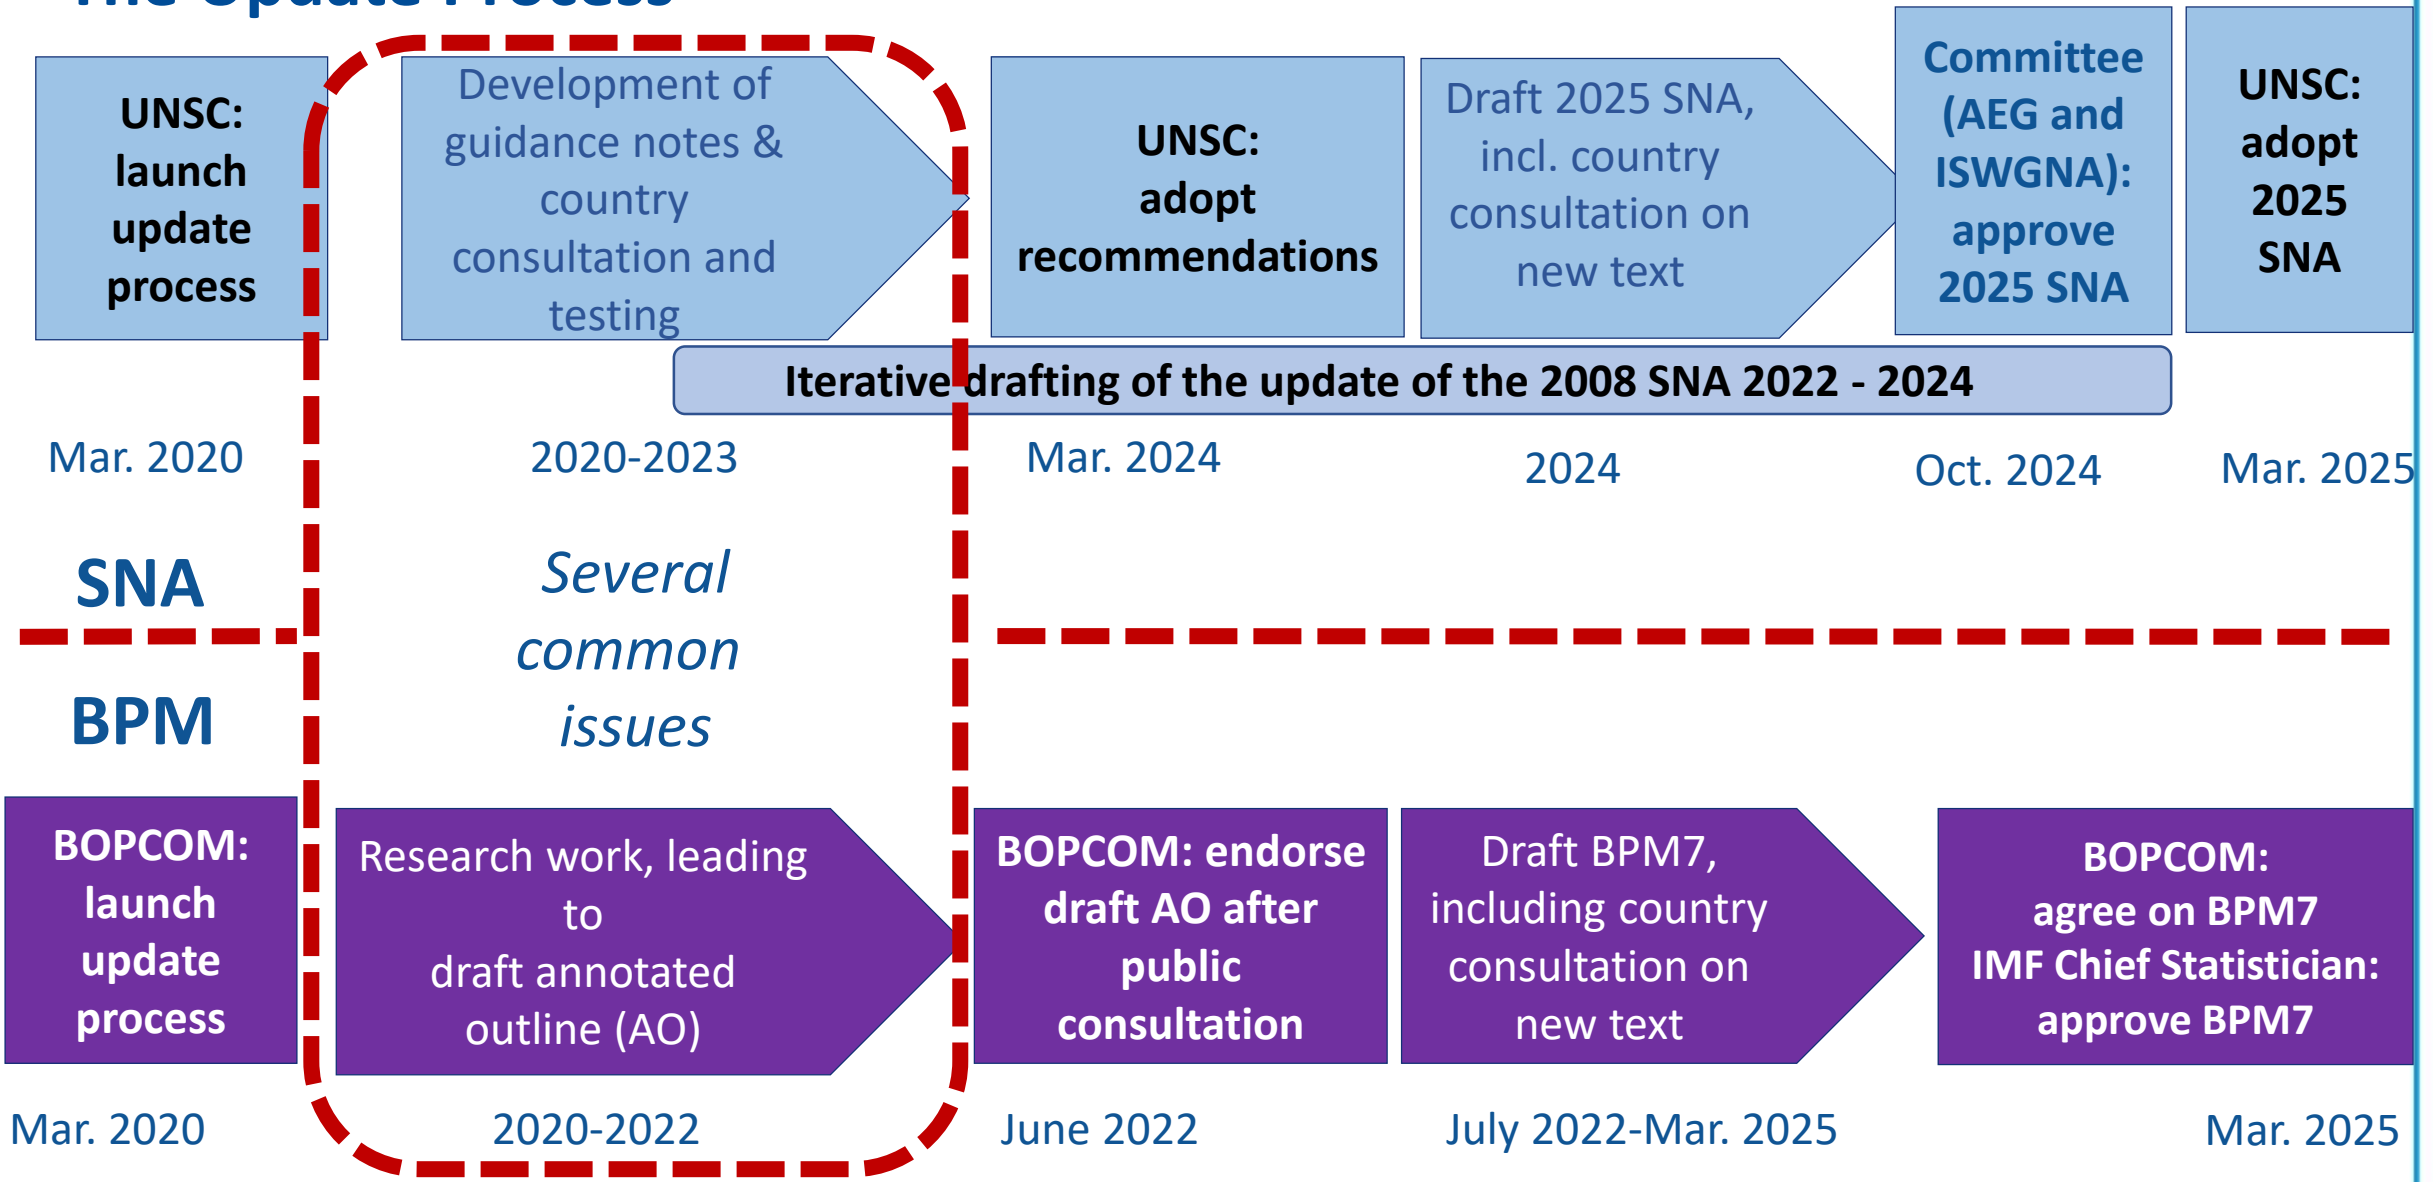 The Update Process
UNSC:
launch
update
process
Development of
guidance notes &
country
consultation and
testing
UNSC:
adopt
recommendations
Draft 2025 SNA,
incl. country
consultation on
new text
Committee
(AEG and
ISWGNA):
approve
2025 SNA
UNSC:
adopt
2025
SNA
Iterative drafting of the update of the 2008 SNA 2022 - 2024
Mar. 2020
2020-2023
Mar. 2024
2024
Oct. 2024
Mar. 2025
SNA
BPM
Several
common
issues
BOPCOM:
launch
update
process
Research work, leading
to
draft annotated
outline (AO)
BOPCOM: endorse
draft AO after
public
consultation
Draft BPM7,
including country
consultation on
new text
BOPCOM:
agree on BPM7
IMF Chief Statistician:
approve BPM7
Mar. 2020
2020-2022
June 2022
July 2022-Mar. 2025
Mar. 2025